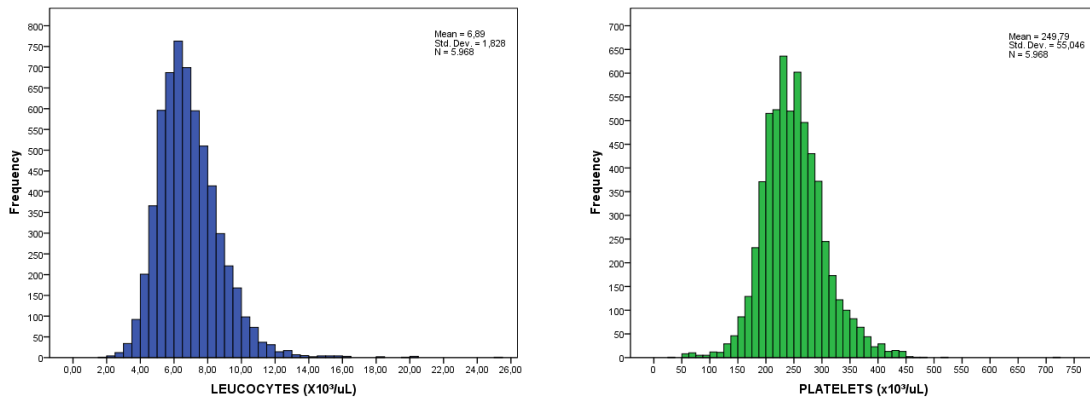 Mean = 6,89
Std. Dev. = 1,828
N = 5.968
800
750
700
650
600
550
500
450
400
350
300
250
200
150
100
50
0
Frequency
0,00 2,00 4,00 6,00 8,00 10,00 12,00 14,00 16,00 18,00 20,00 22,00 24,00 26,00
LEUCOCYTES (X10³/uL)
Mean = 249,79
Std. Dev. = 55,046
N = 5.968
700
650
600
550
500
450
400
350
300
250
200
150
100
50
0
Frequency
0 50 100 150 200 250 300 350 400 450 500 550 600 650 700 750
PLATELETS (x10³/uL)